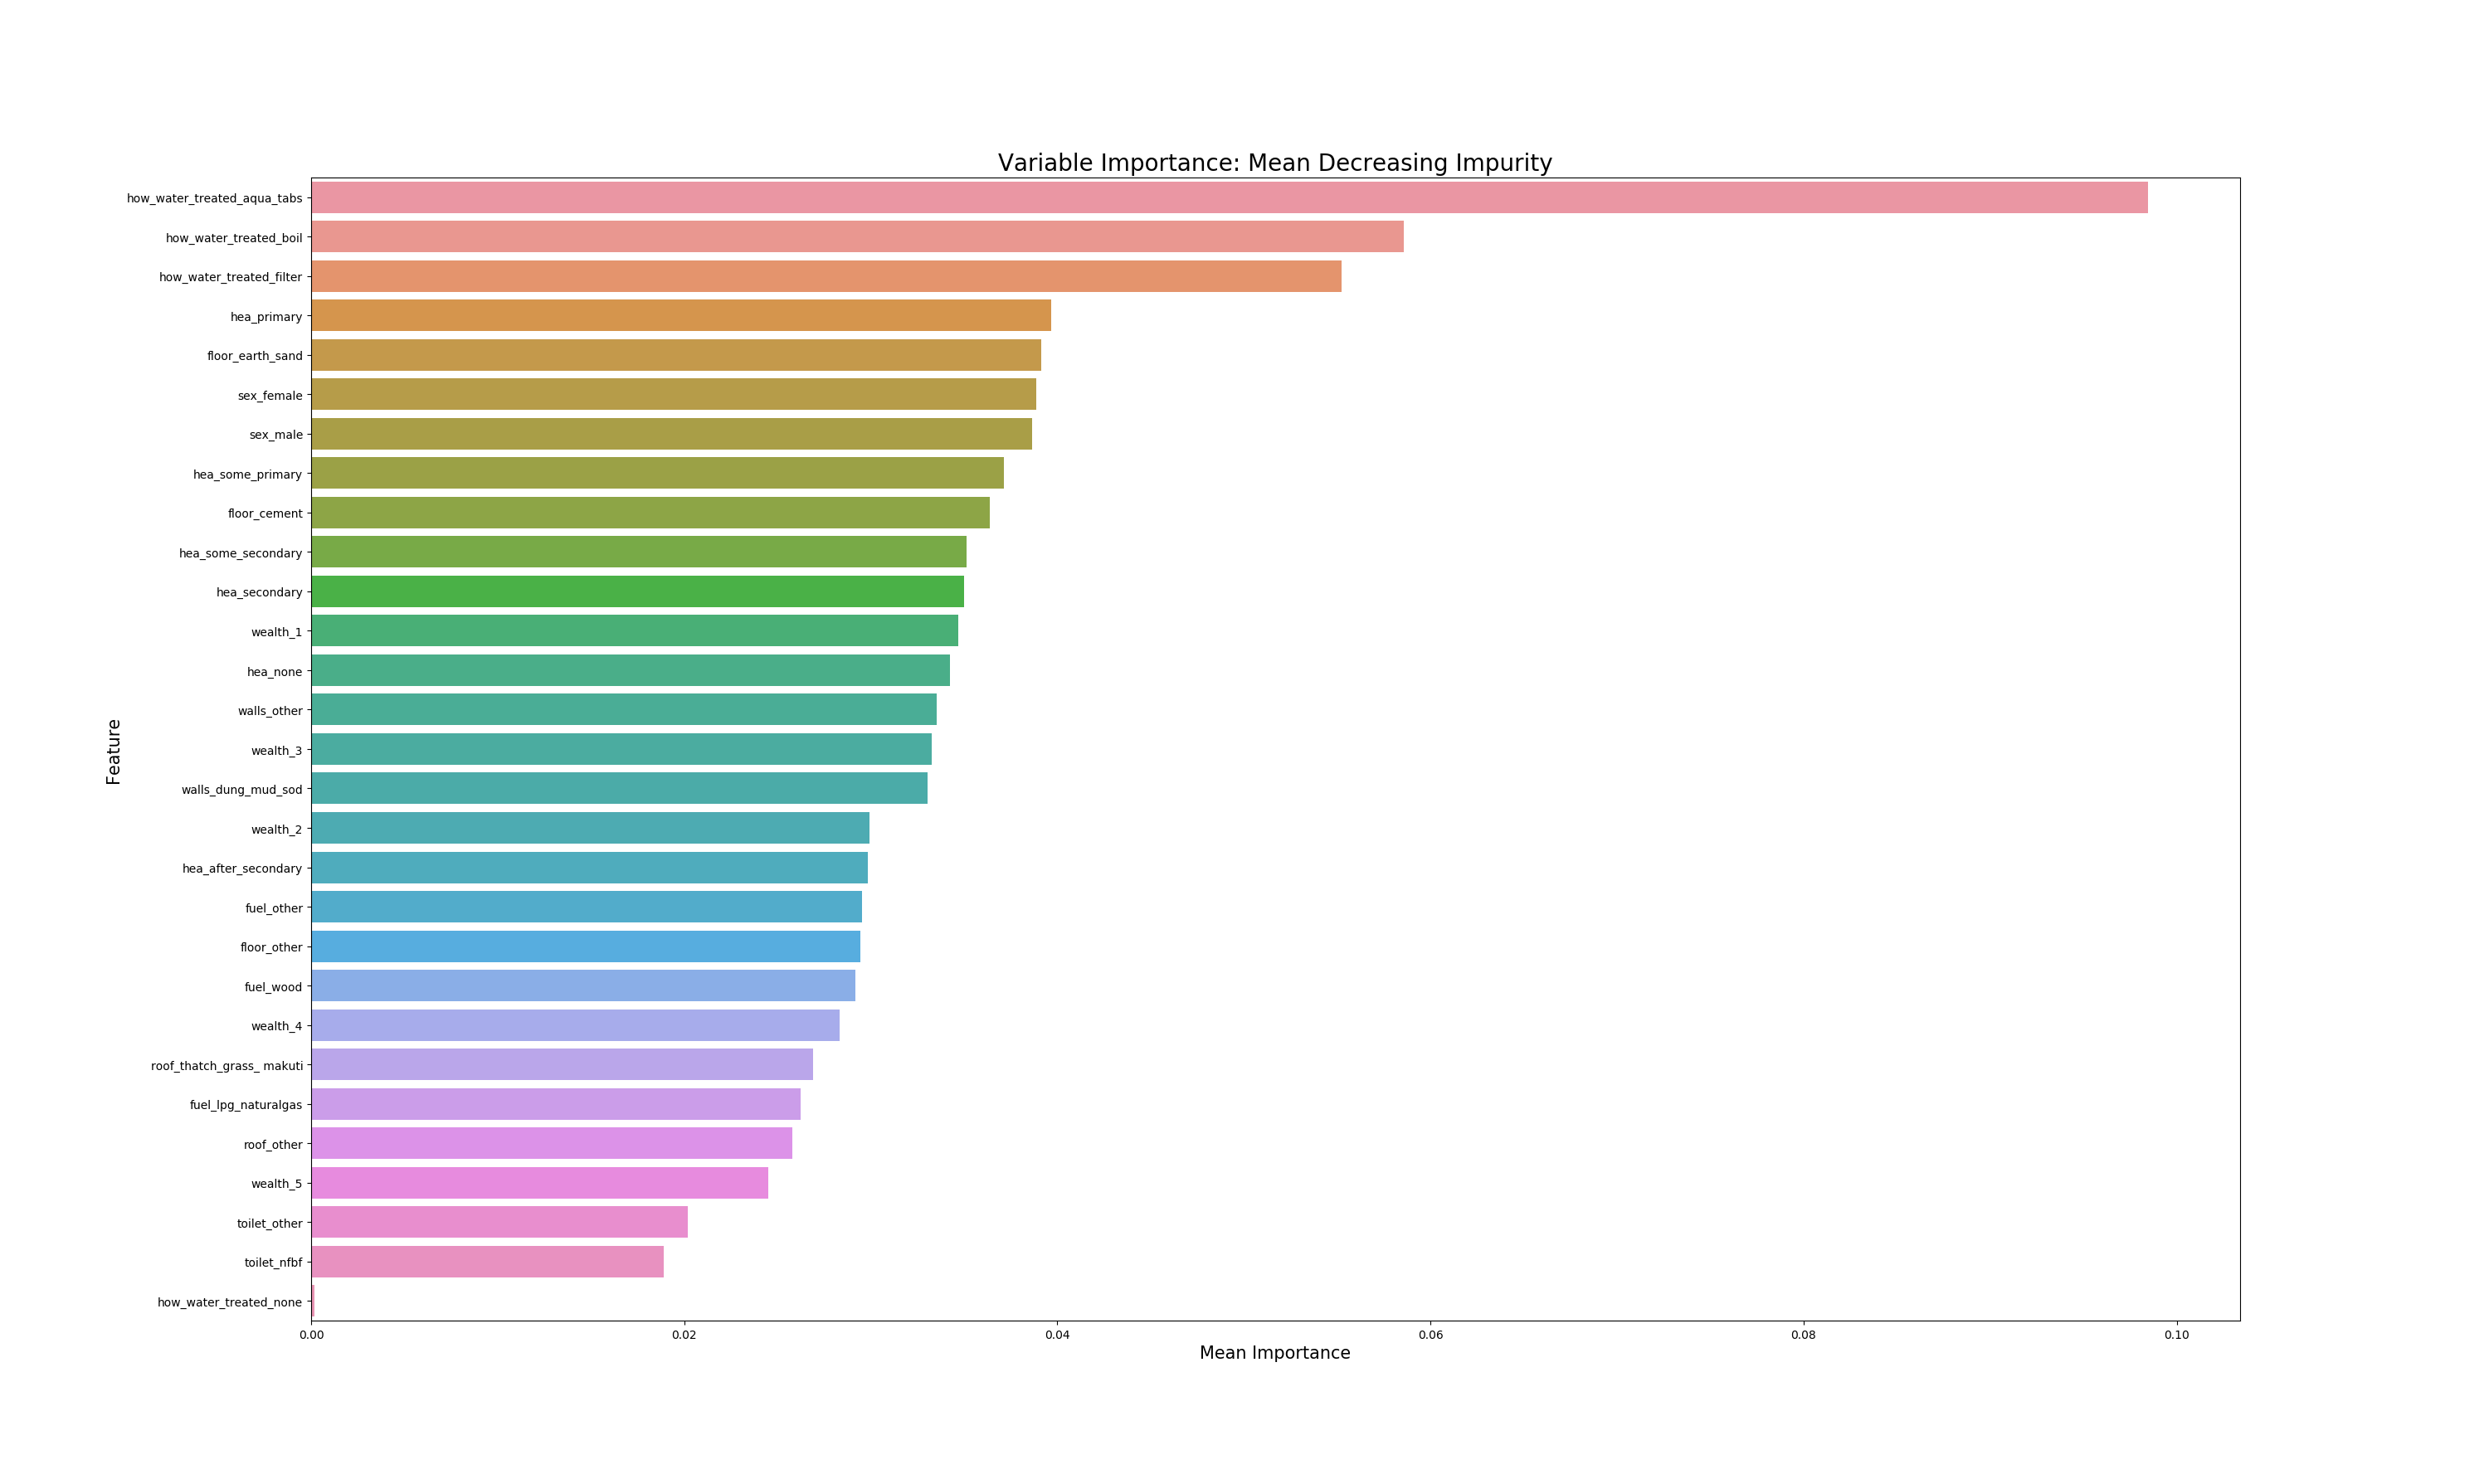 Variable Importance: Mean Decreasing Impurity
how_water_treated_aqua_tabs
how_water_treated_boil
how_water_treated_filter
hea_primary
floor_earth_sand
sex_female
sex_male
hea_some_primary
floor_cement
hea_some_secondary
hea_secondary
wealth_1
hea_none
walls_other
wealth_3
walls_dung_mud_sod
wealth_2
hea_after_secondary
fuel_other
floor_other
fuel_wood
wealth_4
roof_thatch_grass_ makuti
fuel_lpg_naturalgas
roof_other
wealth_5
toilet_other
toilet_nfbf
how_water_treated_none
Feature
0.00 0.02 0.04 0.06 0.08 0.10
Mean Importance